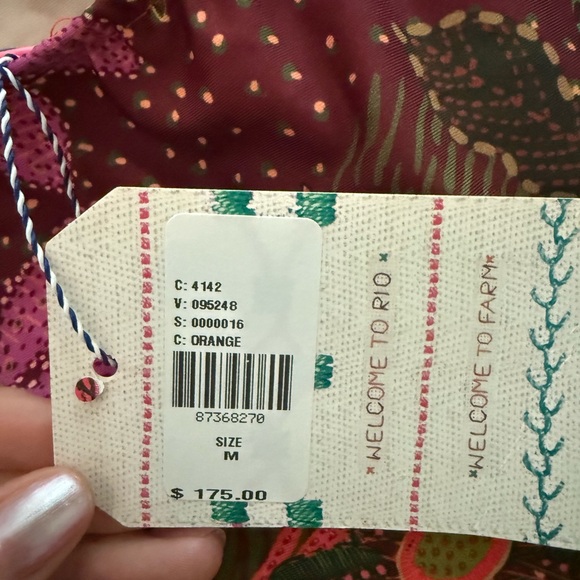 C: 4142
V: 095248
S: 0000016
C: ORANGE
87368270
SIZE
M
$ 175.00
WELCOME TO RIO
WELCOME TO FARM